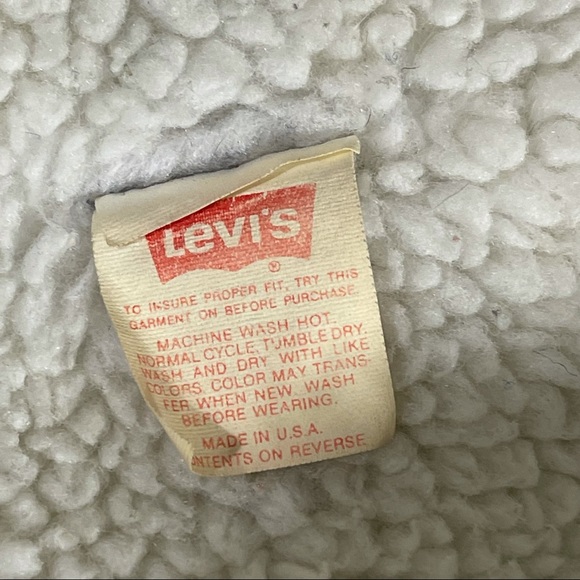 Levi's
®
TO INSURE PROPER FIT, TRY THIS
GARMENT ON BEFORE PURCHASE
MACHINE WASH HOT,
NORMAL CYCLE, TUMBLE DRY.
WASH AND DRY WITH LIKE
COLORS. COLOR MAY TRANS-
FER WHEN NEW. WASH
BEFORE WEARING.
MADE IN U.S.A.
NTENTS ON REVERSE